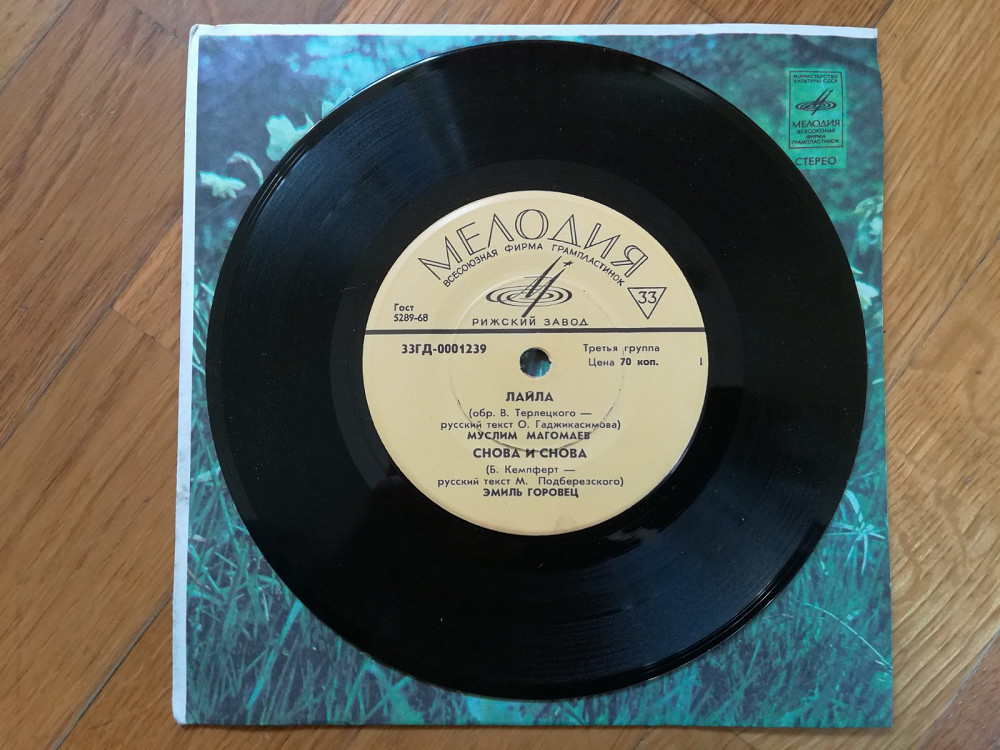 МИНИСТЕРСТВО
КУЛЬТУРЫ СССР
МЕЛОДИЯ
ВСЕСОЮЗНАЯ
ФИРМА
ГРАМПЛАСТИНОК
СТЕРЕО
МЕЛОДИЯ
ВСЕСОЮЗНАЯ ФИРМА ГРАМПЛАСТИНОК
33
Гост
5289-68
РИЖСКИЙ ЗАВОД
33ГД-0001239
Третья группа
Цена 70 коп.
1
ЛАЙЛА
(обр. В. Терлецкого —
русский текст О. Гаджикасимова)
МУСЛИМ МАГОМАЕВ
СНОВА И СНОВА
(Б. Кемпферт —
русский текст М. Подберезского)
ЭМИЛЬ ГОРОВЕЦ